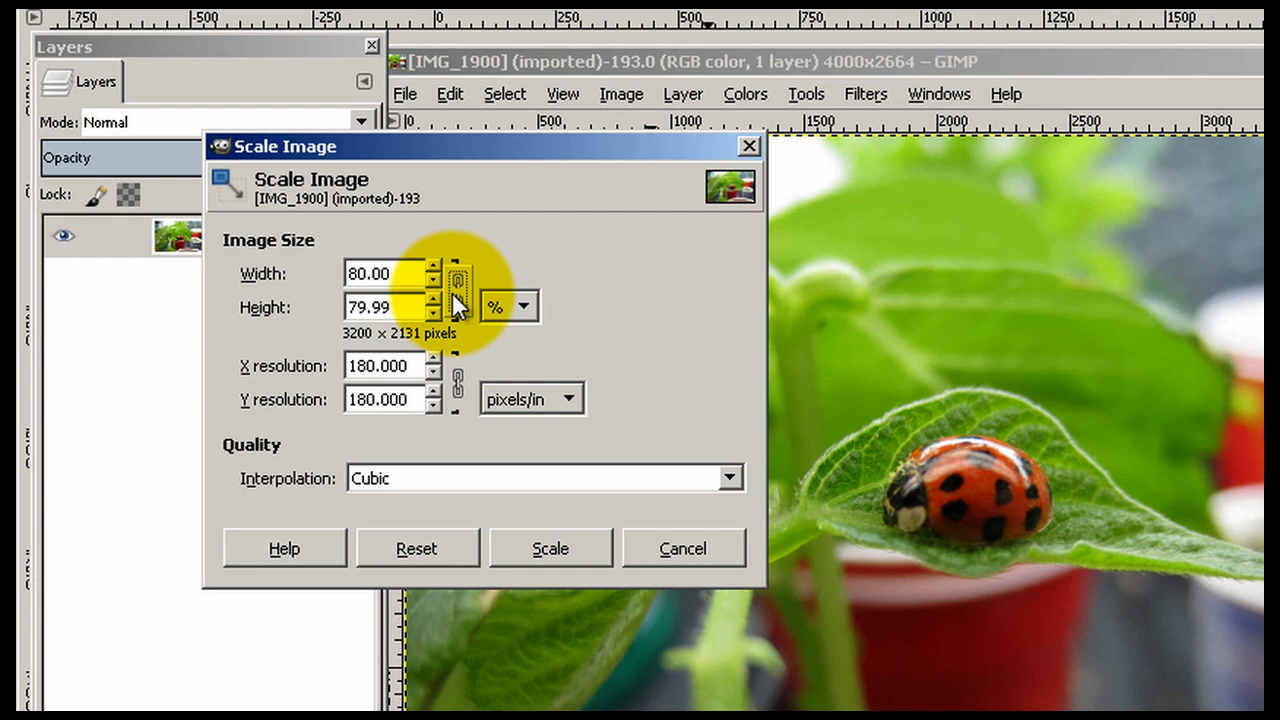 -750 -500 -250 0 250 500 750 1000 1250 1500
Layers
[IMG_1900] (imported)-193.0 (RGB color, 1 layer) 4000x2664 – GIMP
Layers
File Edit Select View Image Layer Colors Tools Filters Windows Help
Mode: Normal
0 500 1000 1500 2000 2500 3000
Scale Image
Opacity
Scale Image
Lock:
[IMG_1900] (imported)-193
Image Size
Width: 80.00
Height: 79.99 %
3200 × 2131 pixels
X resolution: 180.000
Y resolution: 180.000 pixels/in
Quality
Interpolation: Cubic
Help Reset Scale Cancel